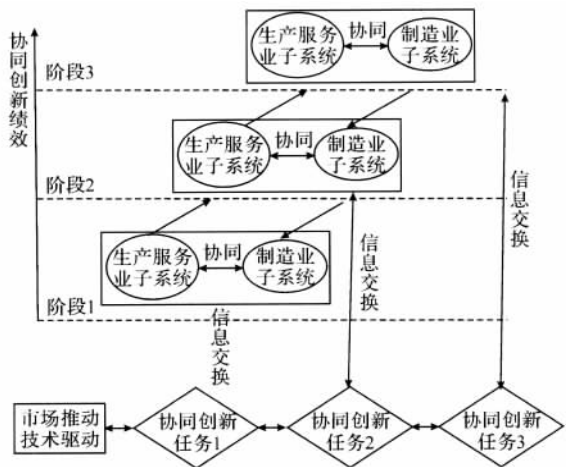 协同创新绩效
阶段3
生产服务
业子系统
协同
制造业
子系统
阶段2
生产服务
业子系统
协同
制造业
子系统
阶段1
生产服务
业子系统
协同
制造业
子系统
信息交换
信息交换
信息交换
市场推动
技术驱动
协同创新
任务1
协同创新
任务2
协同创新
任务3